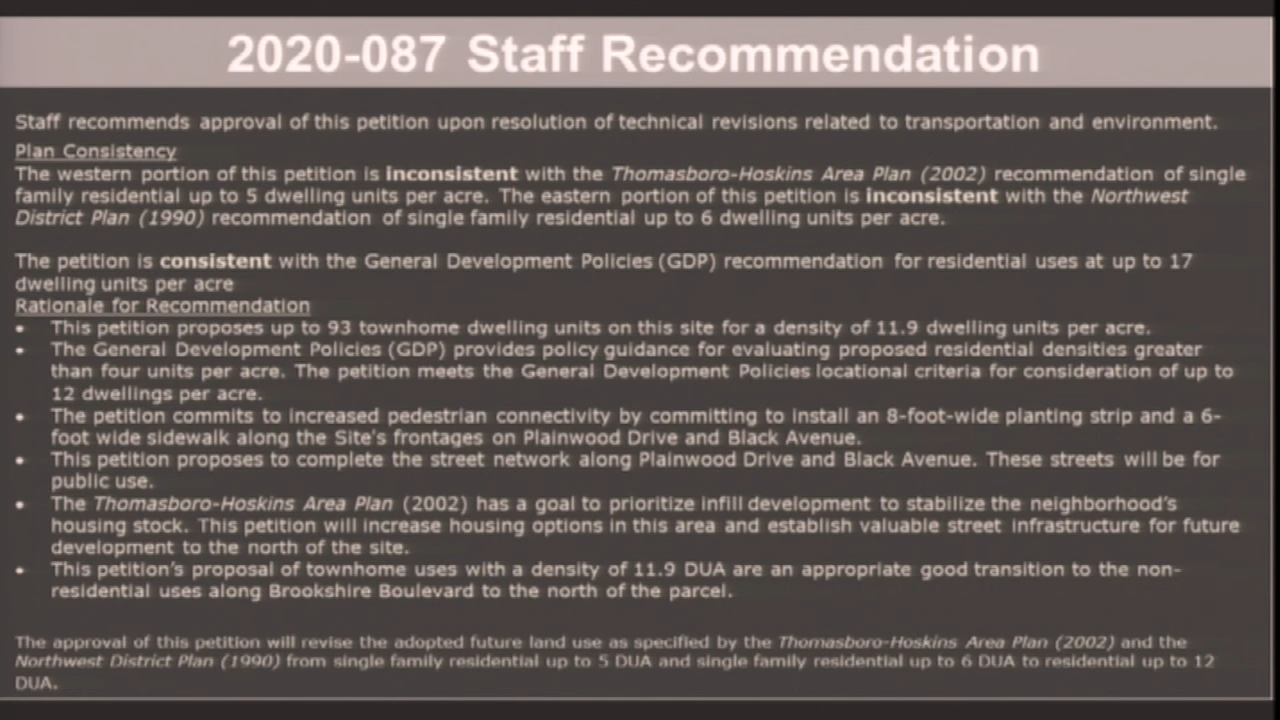 2020-087 Staff Recommendation
Staff recommends approval of this petition upon resolution of technical revisions related to transportation and environment.
Plan Consistency
The western portion of this petition is inconsistent with the Thomasboro-Hoskins Area Plan (2002) recommendation of single
family residential up to 5 dwelling units per acre. The eastern portion of this petition is inconsistent with the Northwest
District Plan (1990) recommendation of single family residential up to 6 dwelling units per acre.
The petition is consistent with the General Development Policies (GDP) recommendation for residential uses at up to 17
dwelling units per acre
Rationale for Recommendation
• This petition proposes up to 93 townhome dwelling units on this site for a density of 11.9 dwelling units per acre.
• The General Development Policies (GDP) provides policy guidance for evaluating proposed residential densities greater
than four units per acre. The petition meets the General Development Policies locational criteria for consideration of up to
12 dwellings per acre.
• The petition commits to increased pedestrian connectivity by committing to install an 8-foot-wide planting strip and a 6-
foot wide sidewalk along the Site's frontages on Plainwood Drive and Black Avenue.
• This petition proposes to complete the street network along Plainwood Drive and Black Avenue. These streets will be for
public use.
• The Thomasboro-Hoskins Area Plan (2002) has a goal to prioritize infill development to stabilize the neighborhood's
housing stock. This petition will increase housing options in this area and establish valuable street infrastructure for future
development to the north of the site.
• This petition's proposal of townhome uses with a density of 11.9 DUA are an appropriate good transition to the non-
residential uses along Brookshire Boulevard to the north of the parcel.
The approval of this petition will revise the adopted future land use as specified by the Thomasboro-Hoskins Area Plan (2002) and the
Northwest District Plan (1990) from single family residential up to 5 DUA and single family residential up to 6 DUA to residential up to 12
DUA.